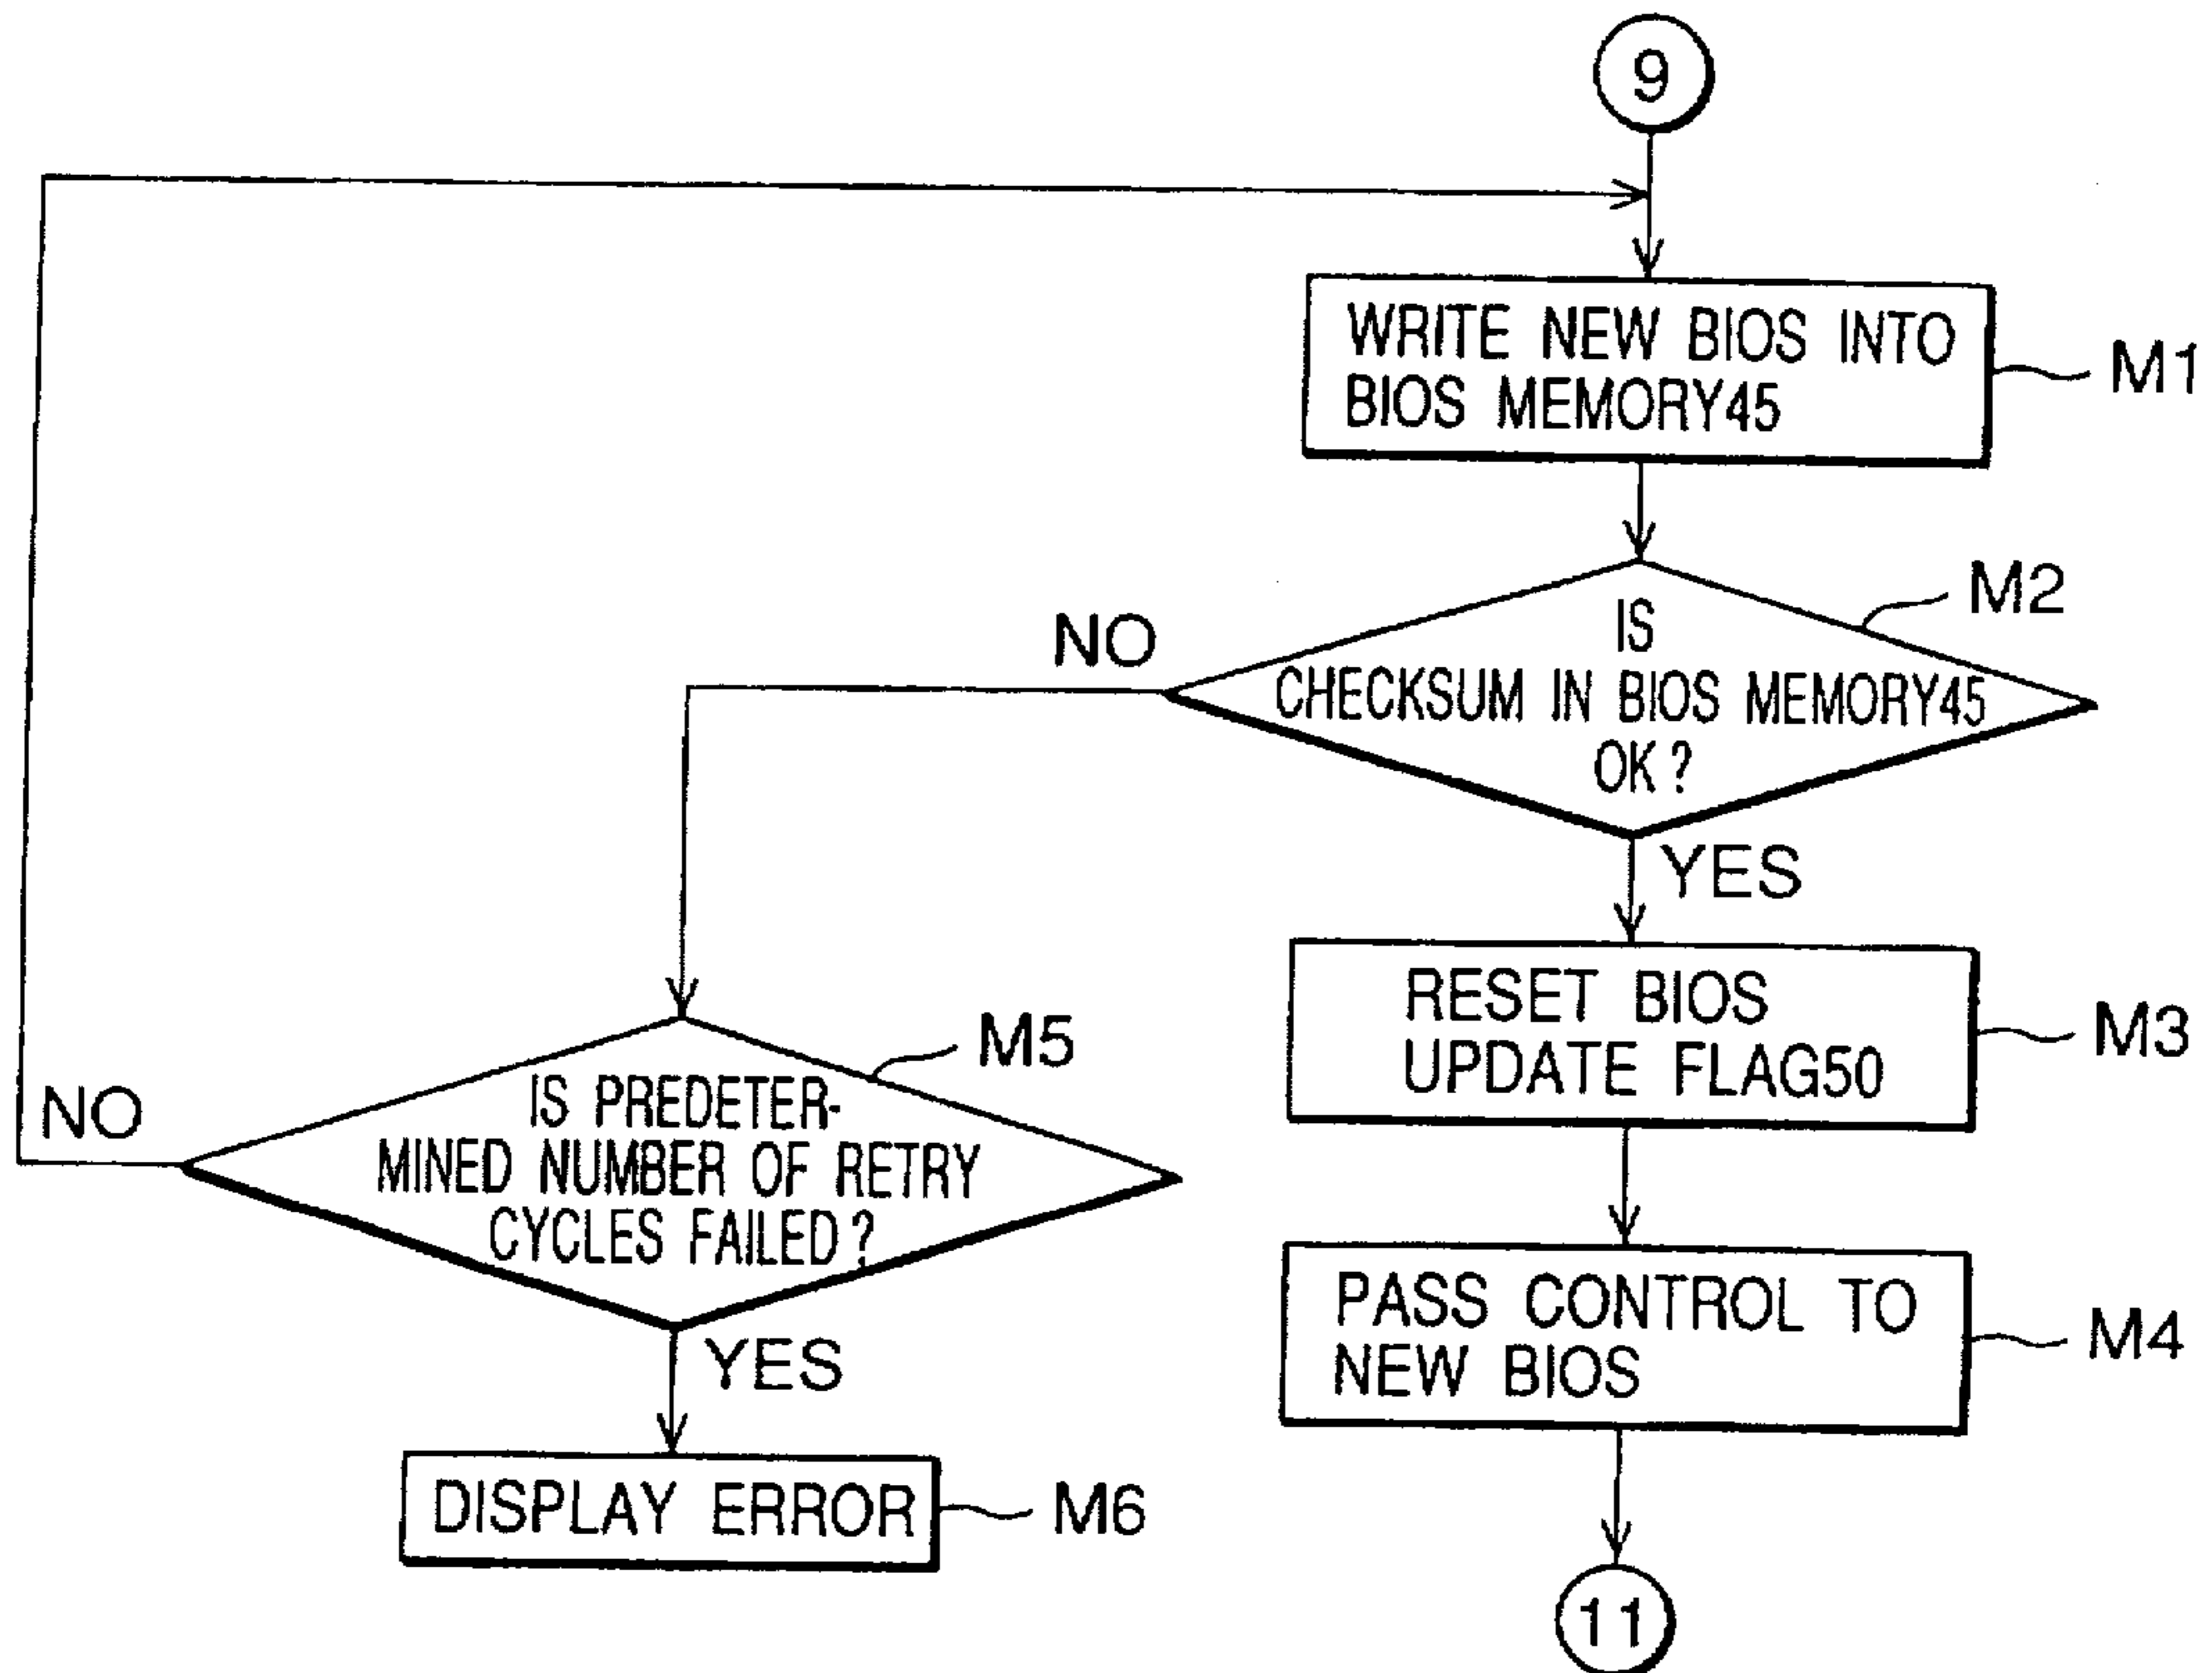 9
WRITE NEW BIOS INTO
BIOS MEMORY45
M1
M2
NO
IS
CHECKSUM IN BIOS MEMORY45
OK?
YES
RESET BIOS
UPDATE FLAG50
M3
M5
NO
IS PREDETER-
MINED NUMBER OF RETRY
CYCLES FAILED?
YES
PASS CONTROL TO
NEW BIOS
M4
DISPLAY ERROR
M6
11